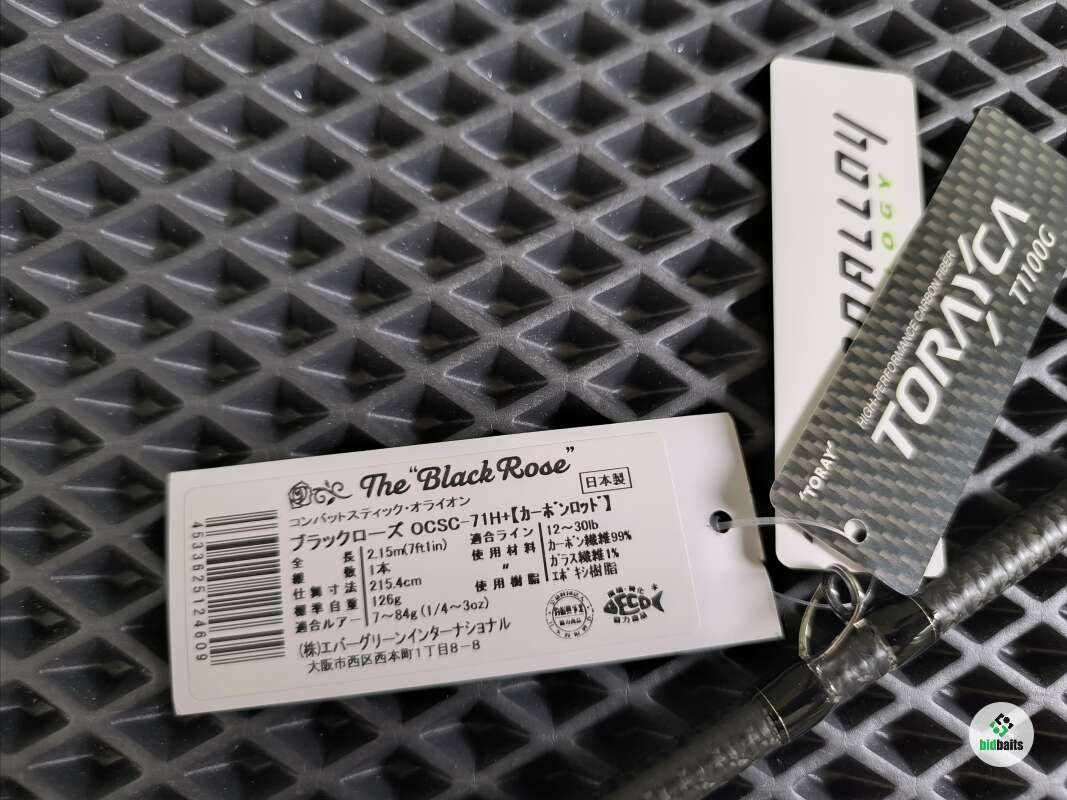 The "Black Rose"
コンバットスティック・オライオン
日本製
ブラックローズ OCSC-71H+【カーボンロッド】
全長 2.15m(7ft1in) 適合ライン 12〜30lb
継数 1本 使用材料 カーボン繊維99%
仕舞寸法 215.4cm 〃 ガラス繊維1%
標準自重 126g 使用樹脂 エポキシ樹脂
適合ルアー 7〜84g(1/4〜3oz)
(株)エバーグリーンインターナショナル
大阪市西区西本町1丁目8-8
4533625124609
ECO
TORAYCA
T1100G
HIGH-PERFORMANCE CARBON FIBER
'TORAY'
bidbaits